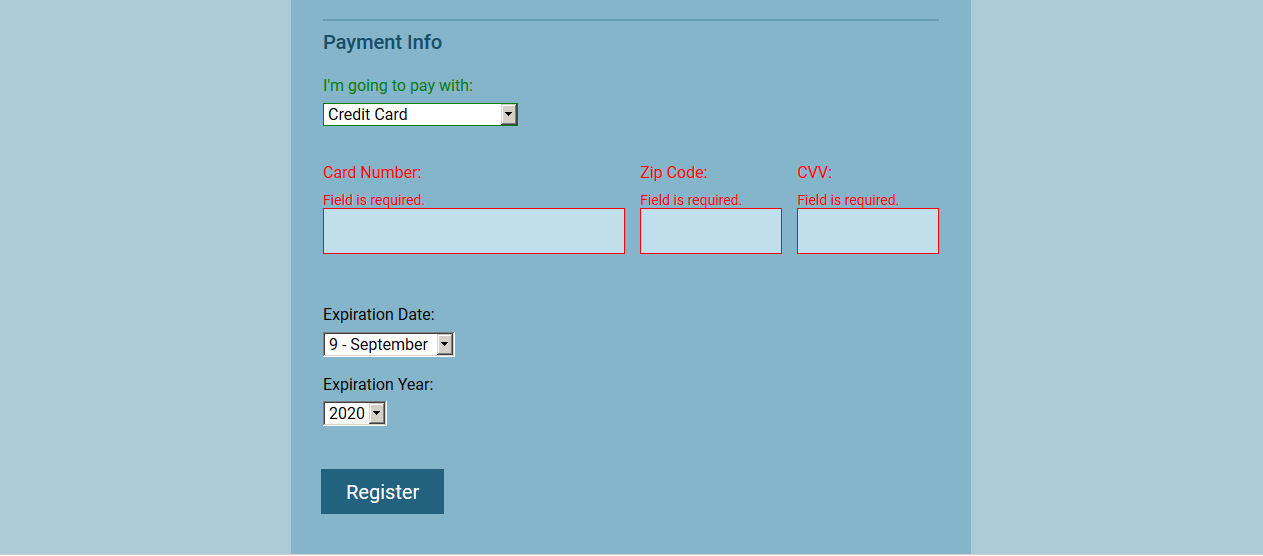 Payment Info
I'm going to pay with:
Credit Card
Card Number: Zip Code: CVV:
Field is required. Field is required. Field is required.
Expiration Date:
9 - September
Expiration Year:
2020
Register